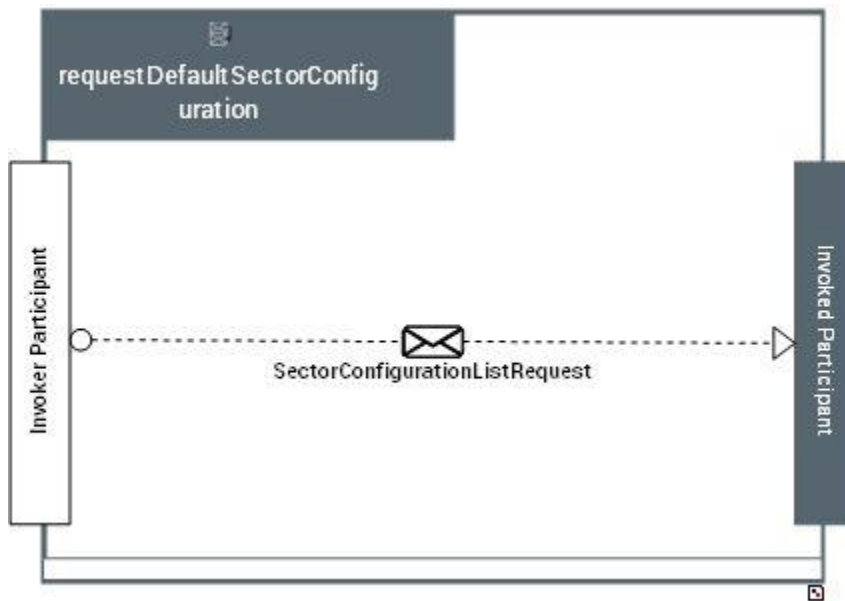 requestDefaultSectorConfig
uration
Invoker Participant
Invoked Participant
SectorConfigurationListRequest